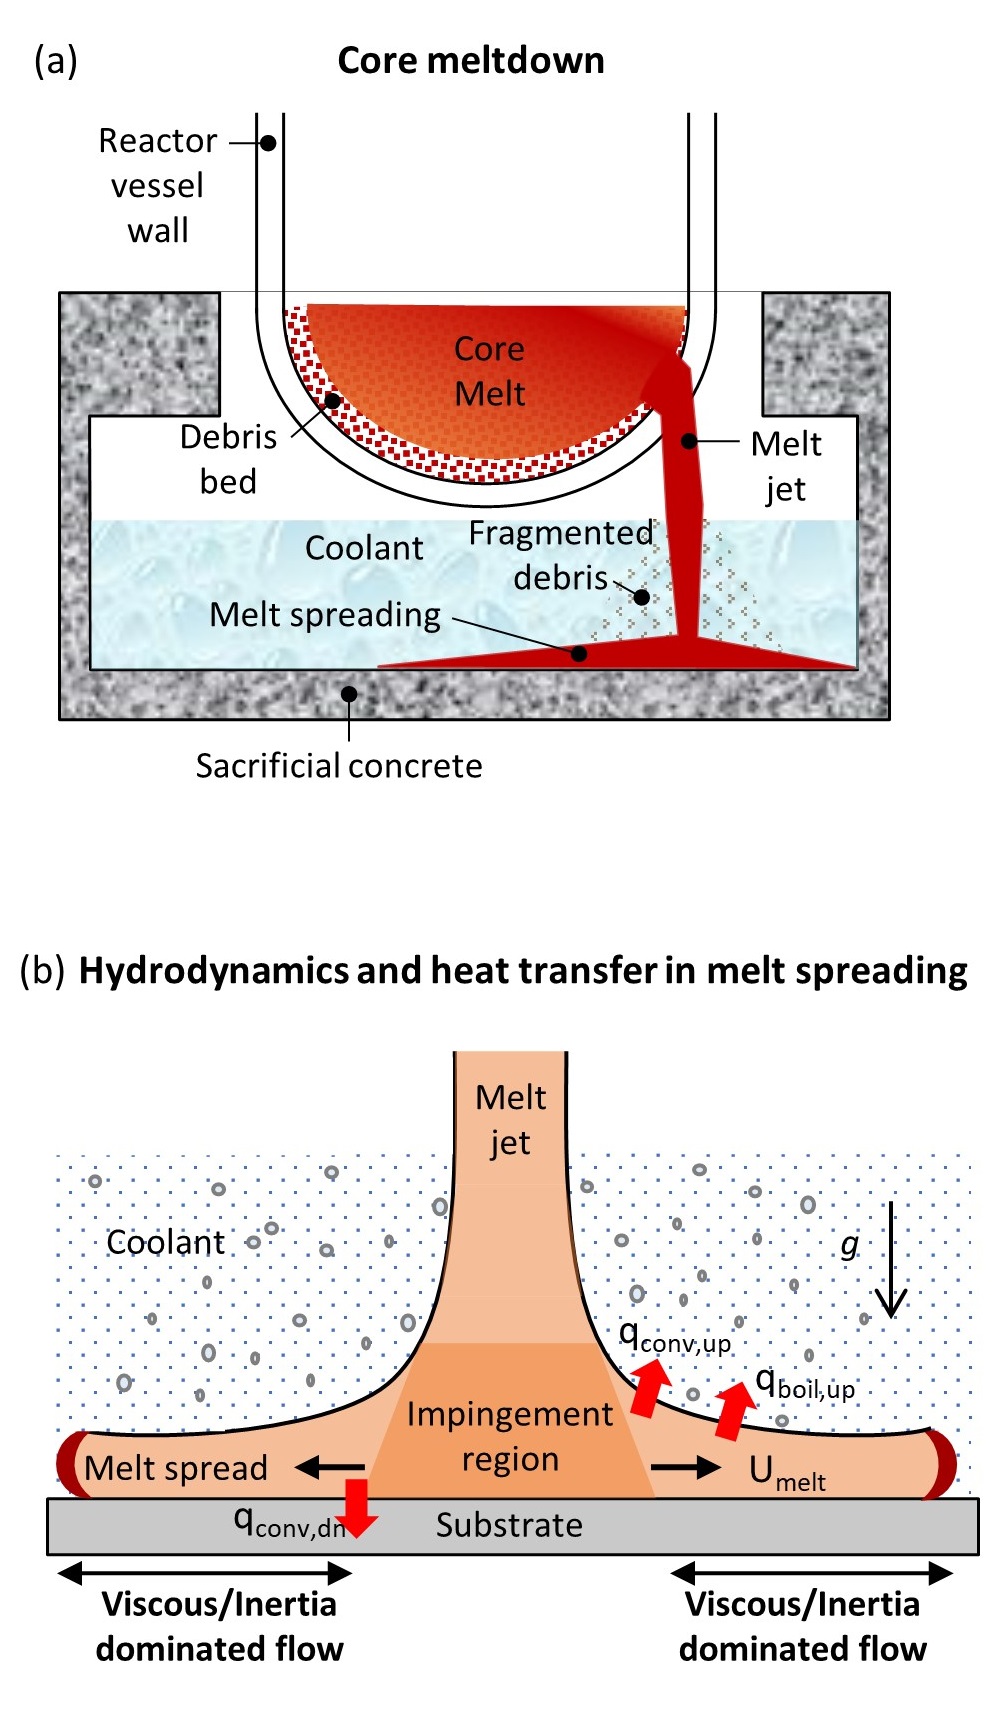 (a) Core meltdown
Reactor
vessel
wall
Core
Melt
Debris
bed
Melt
jet
Coolant
Fragmented
debris
Melt spreading
Sacrificial concrete
(b) Hydrodynamics and heat transfer in melt spreading
Melt
jet
Coolant
g
qconv,up
qboil,up
Impingement
region
Melt spread
Umelt
qconv,dn
Substrate
Viscous/Inertia
dominated flow
Viscous/Inertia
dominated flow